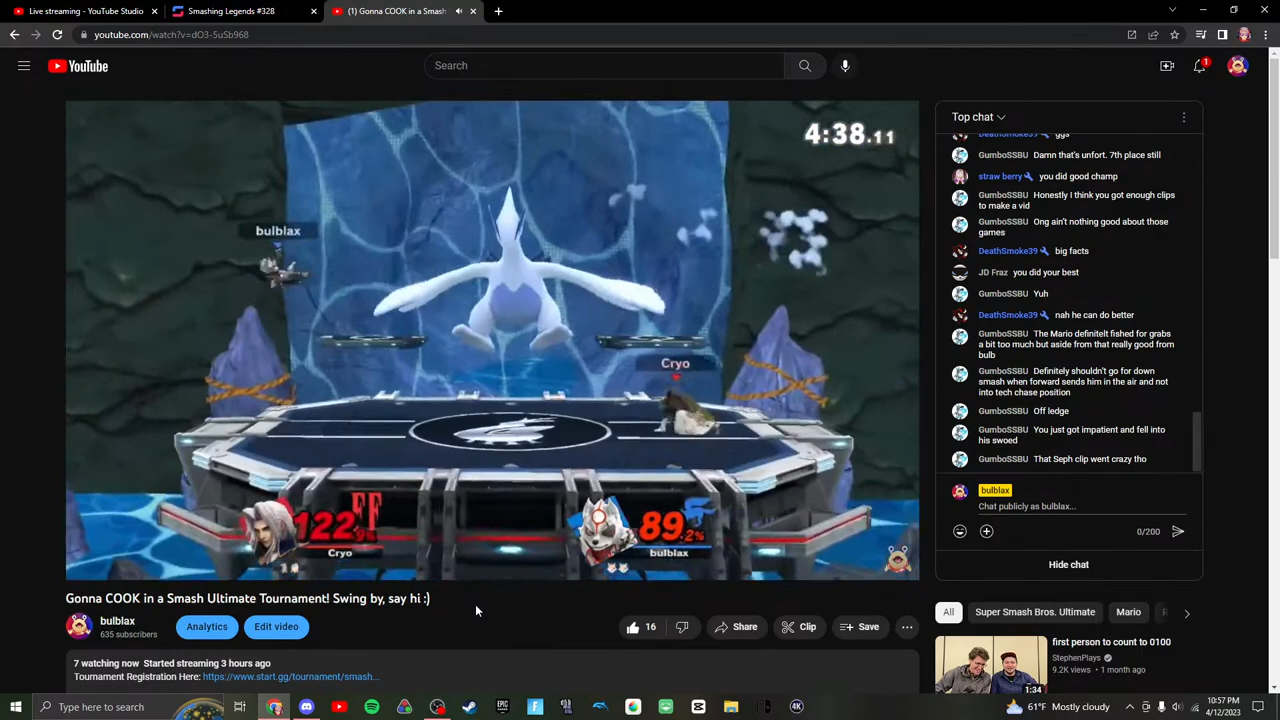 Live streaming - YouTube Studio
Smashing Legends #328
(1) Gonna COOK in a Smash
youtube.com/watch?v=dO3-5uSb968
YouTube
Search
1
4:38.11
bulblax
Cryo
122.9%
Cryo
89.2%
bulblax
Gonna COOK in a Smash Ultimate Tournament! Swing by, say hi :)
bulblax
635 subscribers
Analytics
Edit video
16
Share
Clip
Save
7 watching now Started streaming 3 hours ago
Tournament Registration Here: https://www.start.gg/tournament/smash...
Top chat
DeathSmoke39 ggs
GumboSSBU Damn that's unfort. 7th place still
straw berry you did good champ
GumboSSBU Honestly I think you got enough clips
to make a vid
GumboSSBU Ong ain't nothing good about those
games
DeathSmoke39 big facts
JD Fraz you did your best
GumboSSBU Yuh
DeathSmoke39 nah he can do better
GumboSSBU The Mario definitelt fished for grabs
a bit too much but aside from that really good from
bulb
GumboSSBU Definitely shouldn't go for down
smash when forward sends him in the air and not
into tech chase position
GumboSSBU Off ledge
GumboSSBU You just got impatient and fell into
his swoed
GumboSSBU That Seph clip went crazy tho
bulblax
Chat publicly as bulblax...
0/200
Hide chat
All
Super Smash Bros. Ultimate
Mario
first person to count to 0100
StephenPlays
9.2K views • 1 month ago
1:34
Type here to search
61°F Mostly cloudy
10:57 PM
4/12/2023